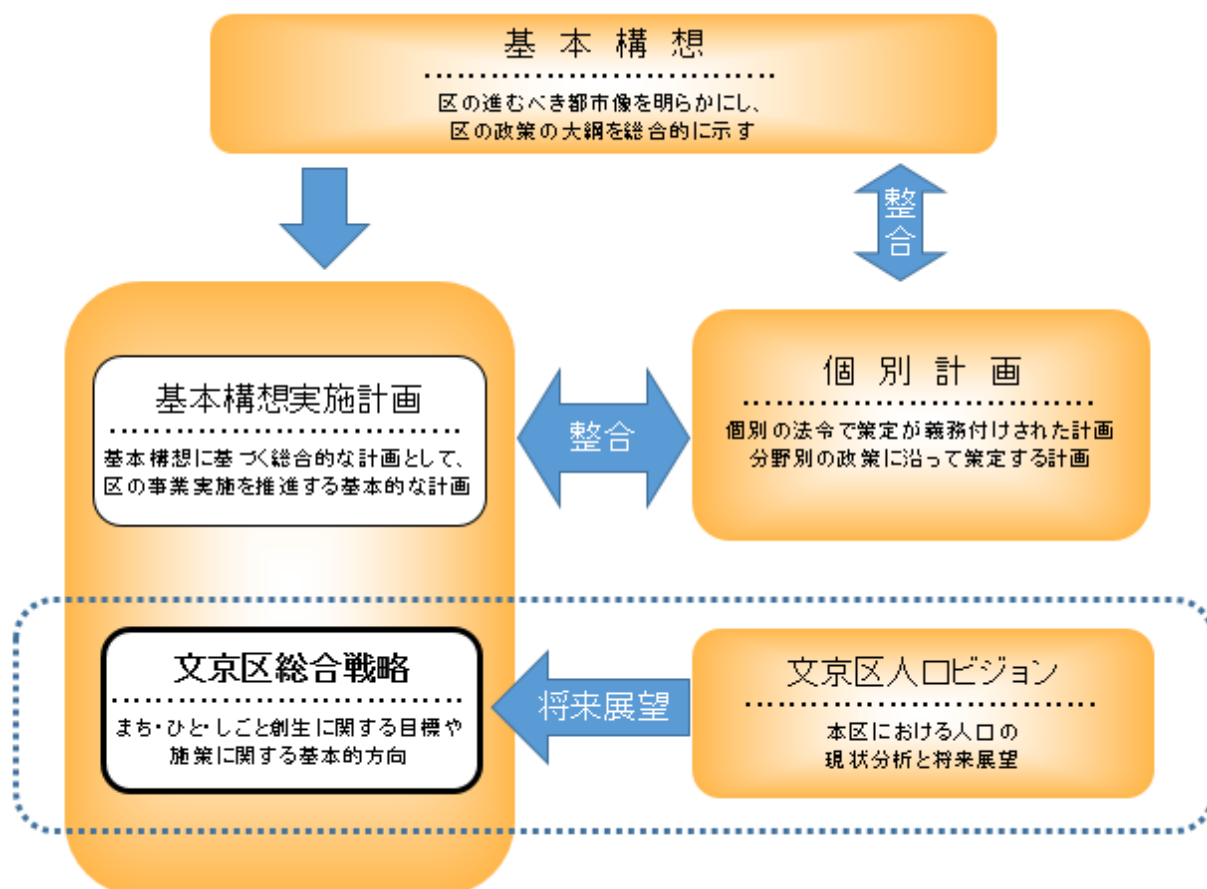 基本構想
区の進むべき都市像を明らかにし、
区の政策の大綱を総合的に示す
整合
基本構想実施計画
基本構想に基づく総合的な計画として、
区の事業実施を推進する基本的な計画
整合
個別計画
個別の法令で策定が義務付けされた計画
分野別の政策に沿って策定する計画
文京区総合戦略
まち・ひと・しごと創生に関する目標や
施策に関する基本的方向
将来展望
文京区人口ビジョン
本区における人口の
現状分析と将来展望